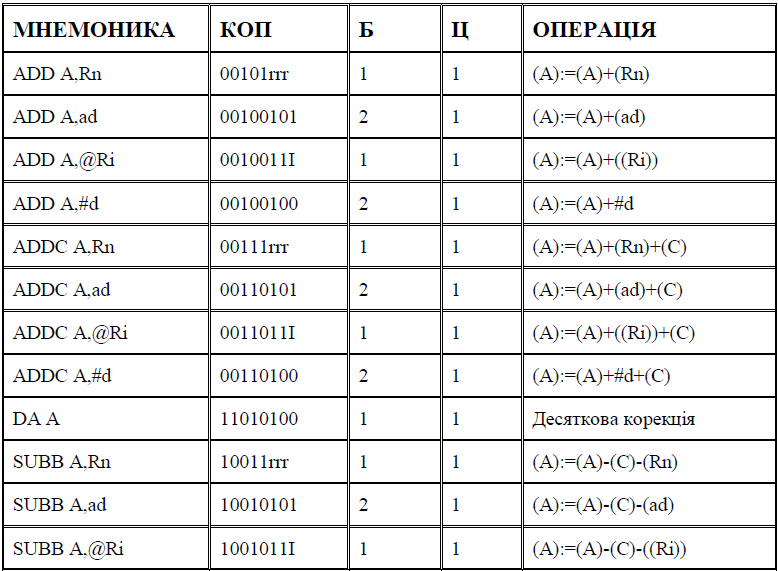 МНЕМОНИКА КОП Б Ц ОПЕРАЦІЯ
ADD A,Rn 00101rrr 1 1 (A):=(A)+(Rn)
ADD A,ad 00100101 2 1 (A):=(A)+(ad)
ADD A,@Ri 0010011I 1 1 (A):=(A)+((Ri))
ADD A,#d 00100100 2 1 (A):=(A)+#d
ADDC A,Rn 00111rrr 1 1 (A):=(A)+(Rn)+(C)
ADDC A,ad 00110101 2 1 (A):=(A)+(ad)+(C)
ADDC A,@Ri 0011011I 1 1 (A):=(A)+((Ri))+(C)
ADDC A,#d 00110100 2 1 (A):=(A)+#d+(C)
DA A 11010100 1 1 Десяткова корекція
SUBB A,Rn 10011rrr 1 1 (A):=(A)-(C)-(Rn)
SUBB A,ad 10010101 2 1 (A):=(A)-(C)-(ad)
SUBB A,@Ri 1001011I 1 1 (A):=(A)-(C)-((Ri))